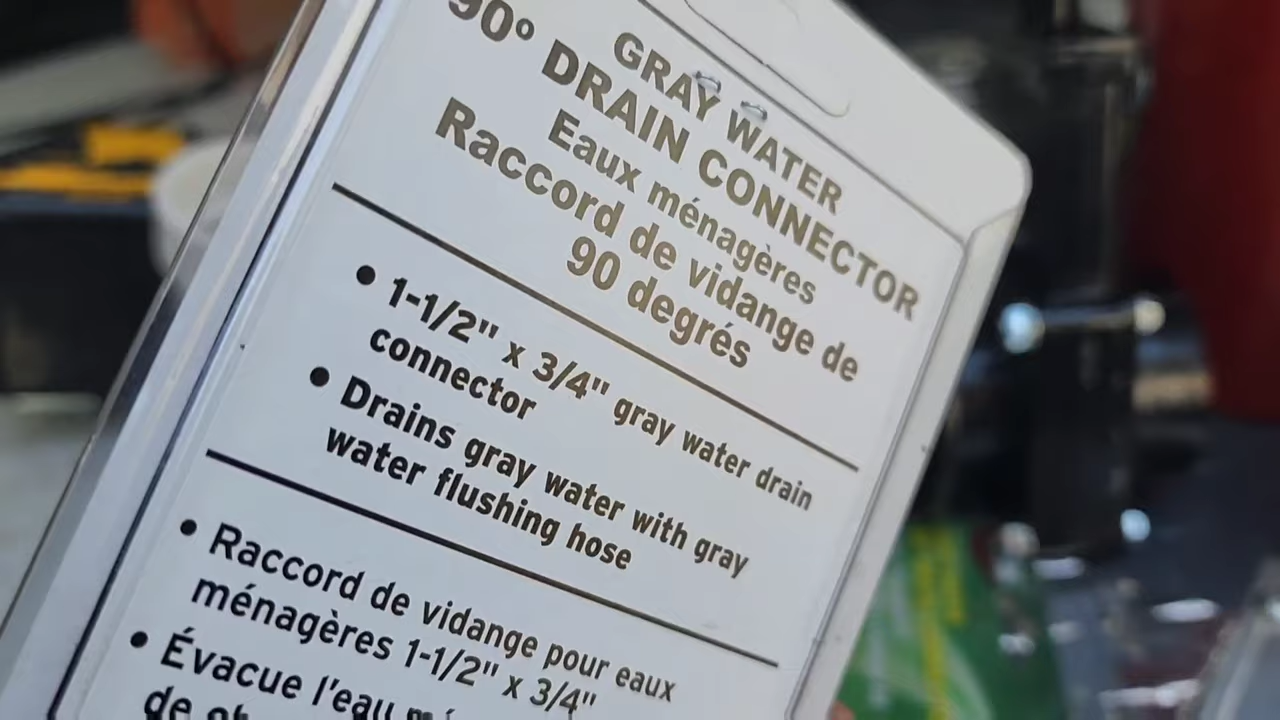 GRAY WATER
90° DRAIN CONNECTOR
Eaux ménagères
Raccord de vidange de
90 degrés
• 1-1/2" x 3/4" gray water drain
connector
• Drains gray water with gray
water flushing hose
• Raccord de vidange pour eaux
ménagères 1-1/2" x 3/4"
• Évacue l'eau
de